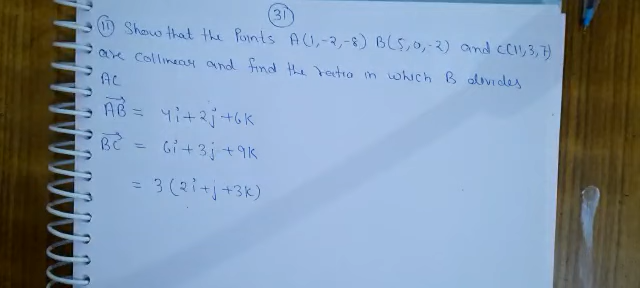 31
11 Show that the Points A(1,-2,-8) B(5,0,-2) and C(11,3,7)
are collinear and find the ratio in which B divides
AC
AB = 4i+2j+6k
BC = 6i+3j+9k
= 3(2i+j+3k)